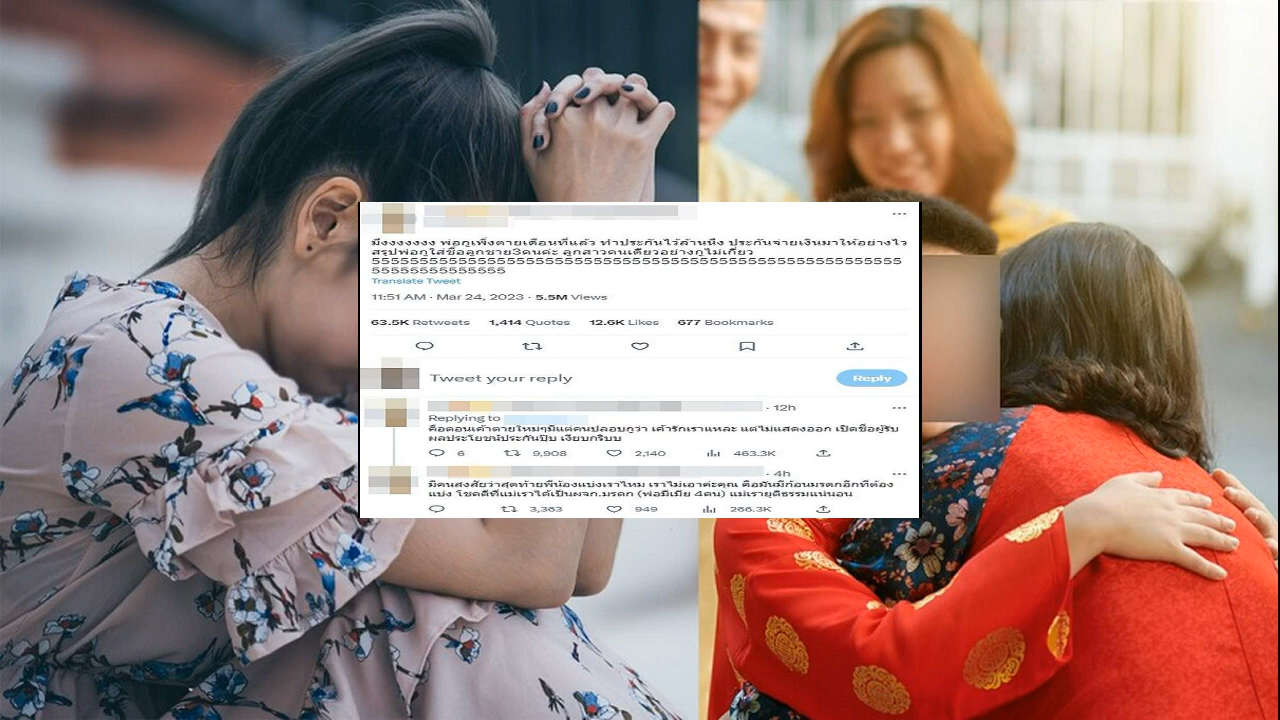 มึงงงงงงง พ่อกูเพิ่งตายเดือนที่แล้ว ทำประกันไว้ล้านนึง ประกันจ่ายเงินมาให้อย่างไว
สรุปพ่อกูใส่ชื่อลูกชาย3คนค่ะ ลูกสาวคนเดียวอย่างกูไม่เกี่ยว
55555555555555555555555555555555555555555555555555555555555555555555
55555555555555555
Translate Tweet
11:51 AM · Mar 24, 2023 · 5.5M Views
63.5K Retweets 1,414 Quotes 12.6K Likes 677 Bookmarks
Tweet your reply
Reply
· 12h
Replying to
คือตอนเค้าตายใหม่ๆมีแต่คนปลอบกูว่า เค้ารักเราแหละ แต่ไม่แสดงออก เปิดชื่อผู้รับ
ผลประโยชน์ประกันปุ๊บ เงียบกริบบ
6 9,908 2,140 463.3K
· 4h
มีคนสงสัยว่าสุดท้ายพี่น้องแบ่งเราไหม เราไม่เอาค่ะคุณ คือมันมีก้อนมรดกอีกที่ต้อง
แบ่ง โชคดีที่แม่เราได้เป็นผจก.มรดก (พ่อมีเมีย 4คน) แม่เรายุติธรรมแน่นอน
3,363 949 266.3K